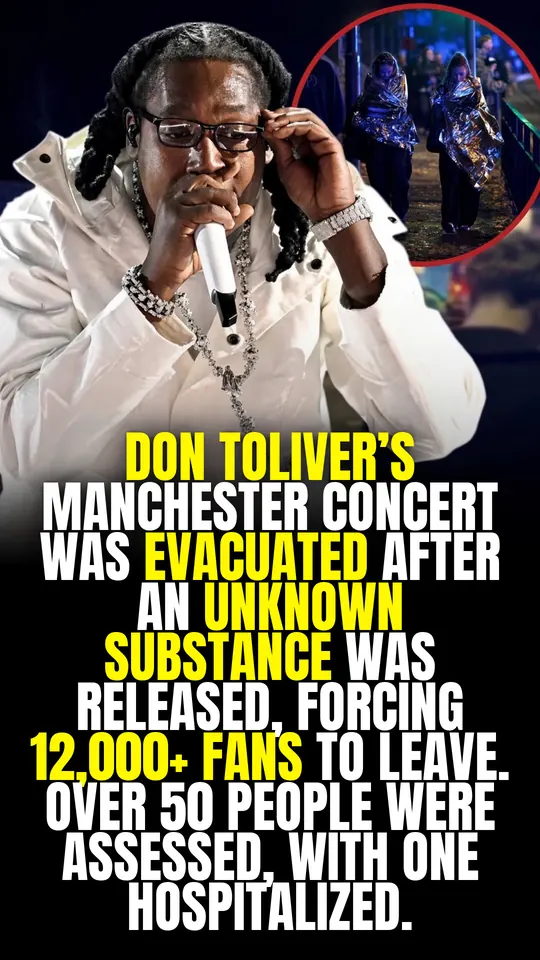 DON TOLIVER'S
MANCHESTER CONCERT
WAS EVACUATED AFTER
AN UNKNOWN
SUBSTANCE WAS
RELEASED, FORCING
12,000+ FANS TO LEAVE.
OVER 50 PEOPLE WERE
ASSESSED, WITH ONE
HOSPITALIZED.